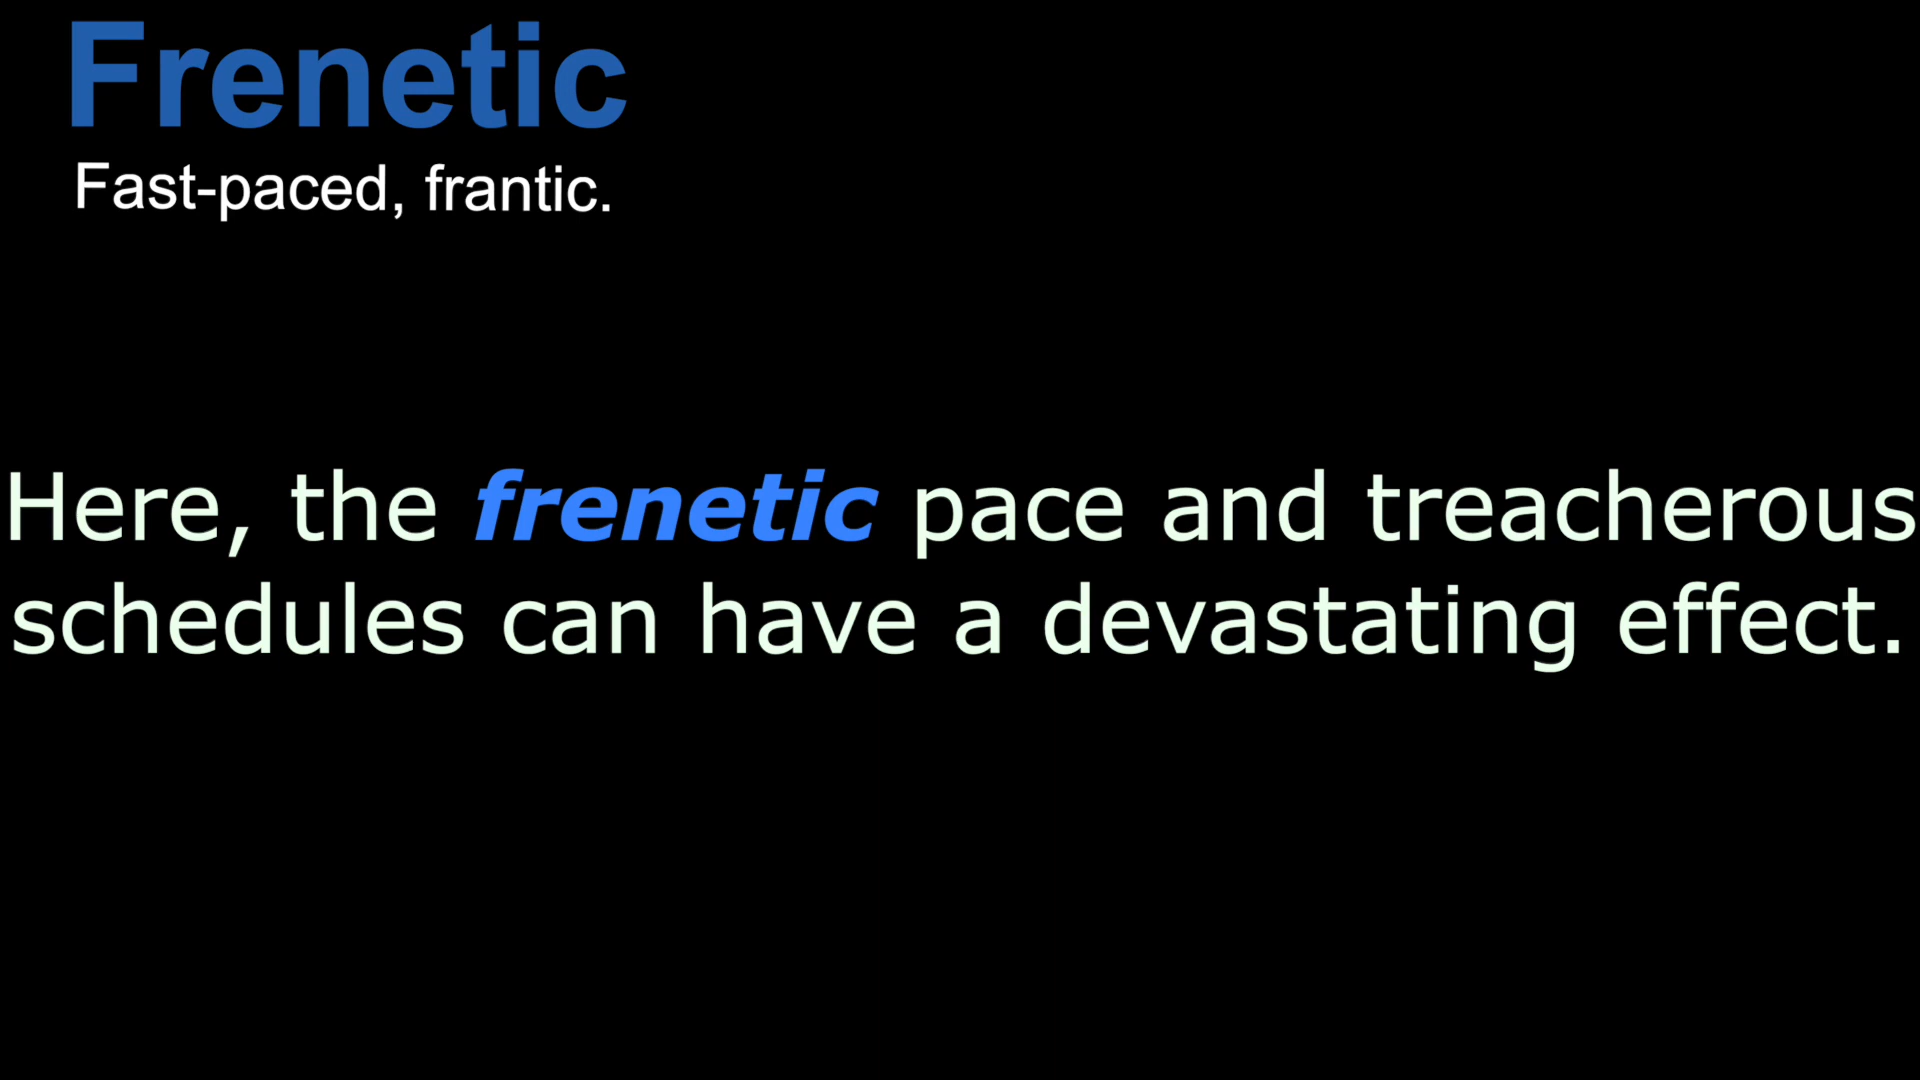 Frenetic
Fast-paced, frantic.
Here, the frenetic pace and treacherous
schedules can have a devastating effect.